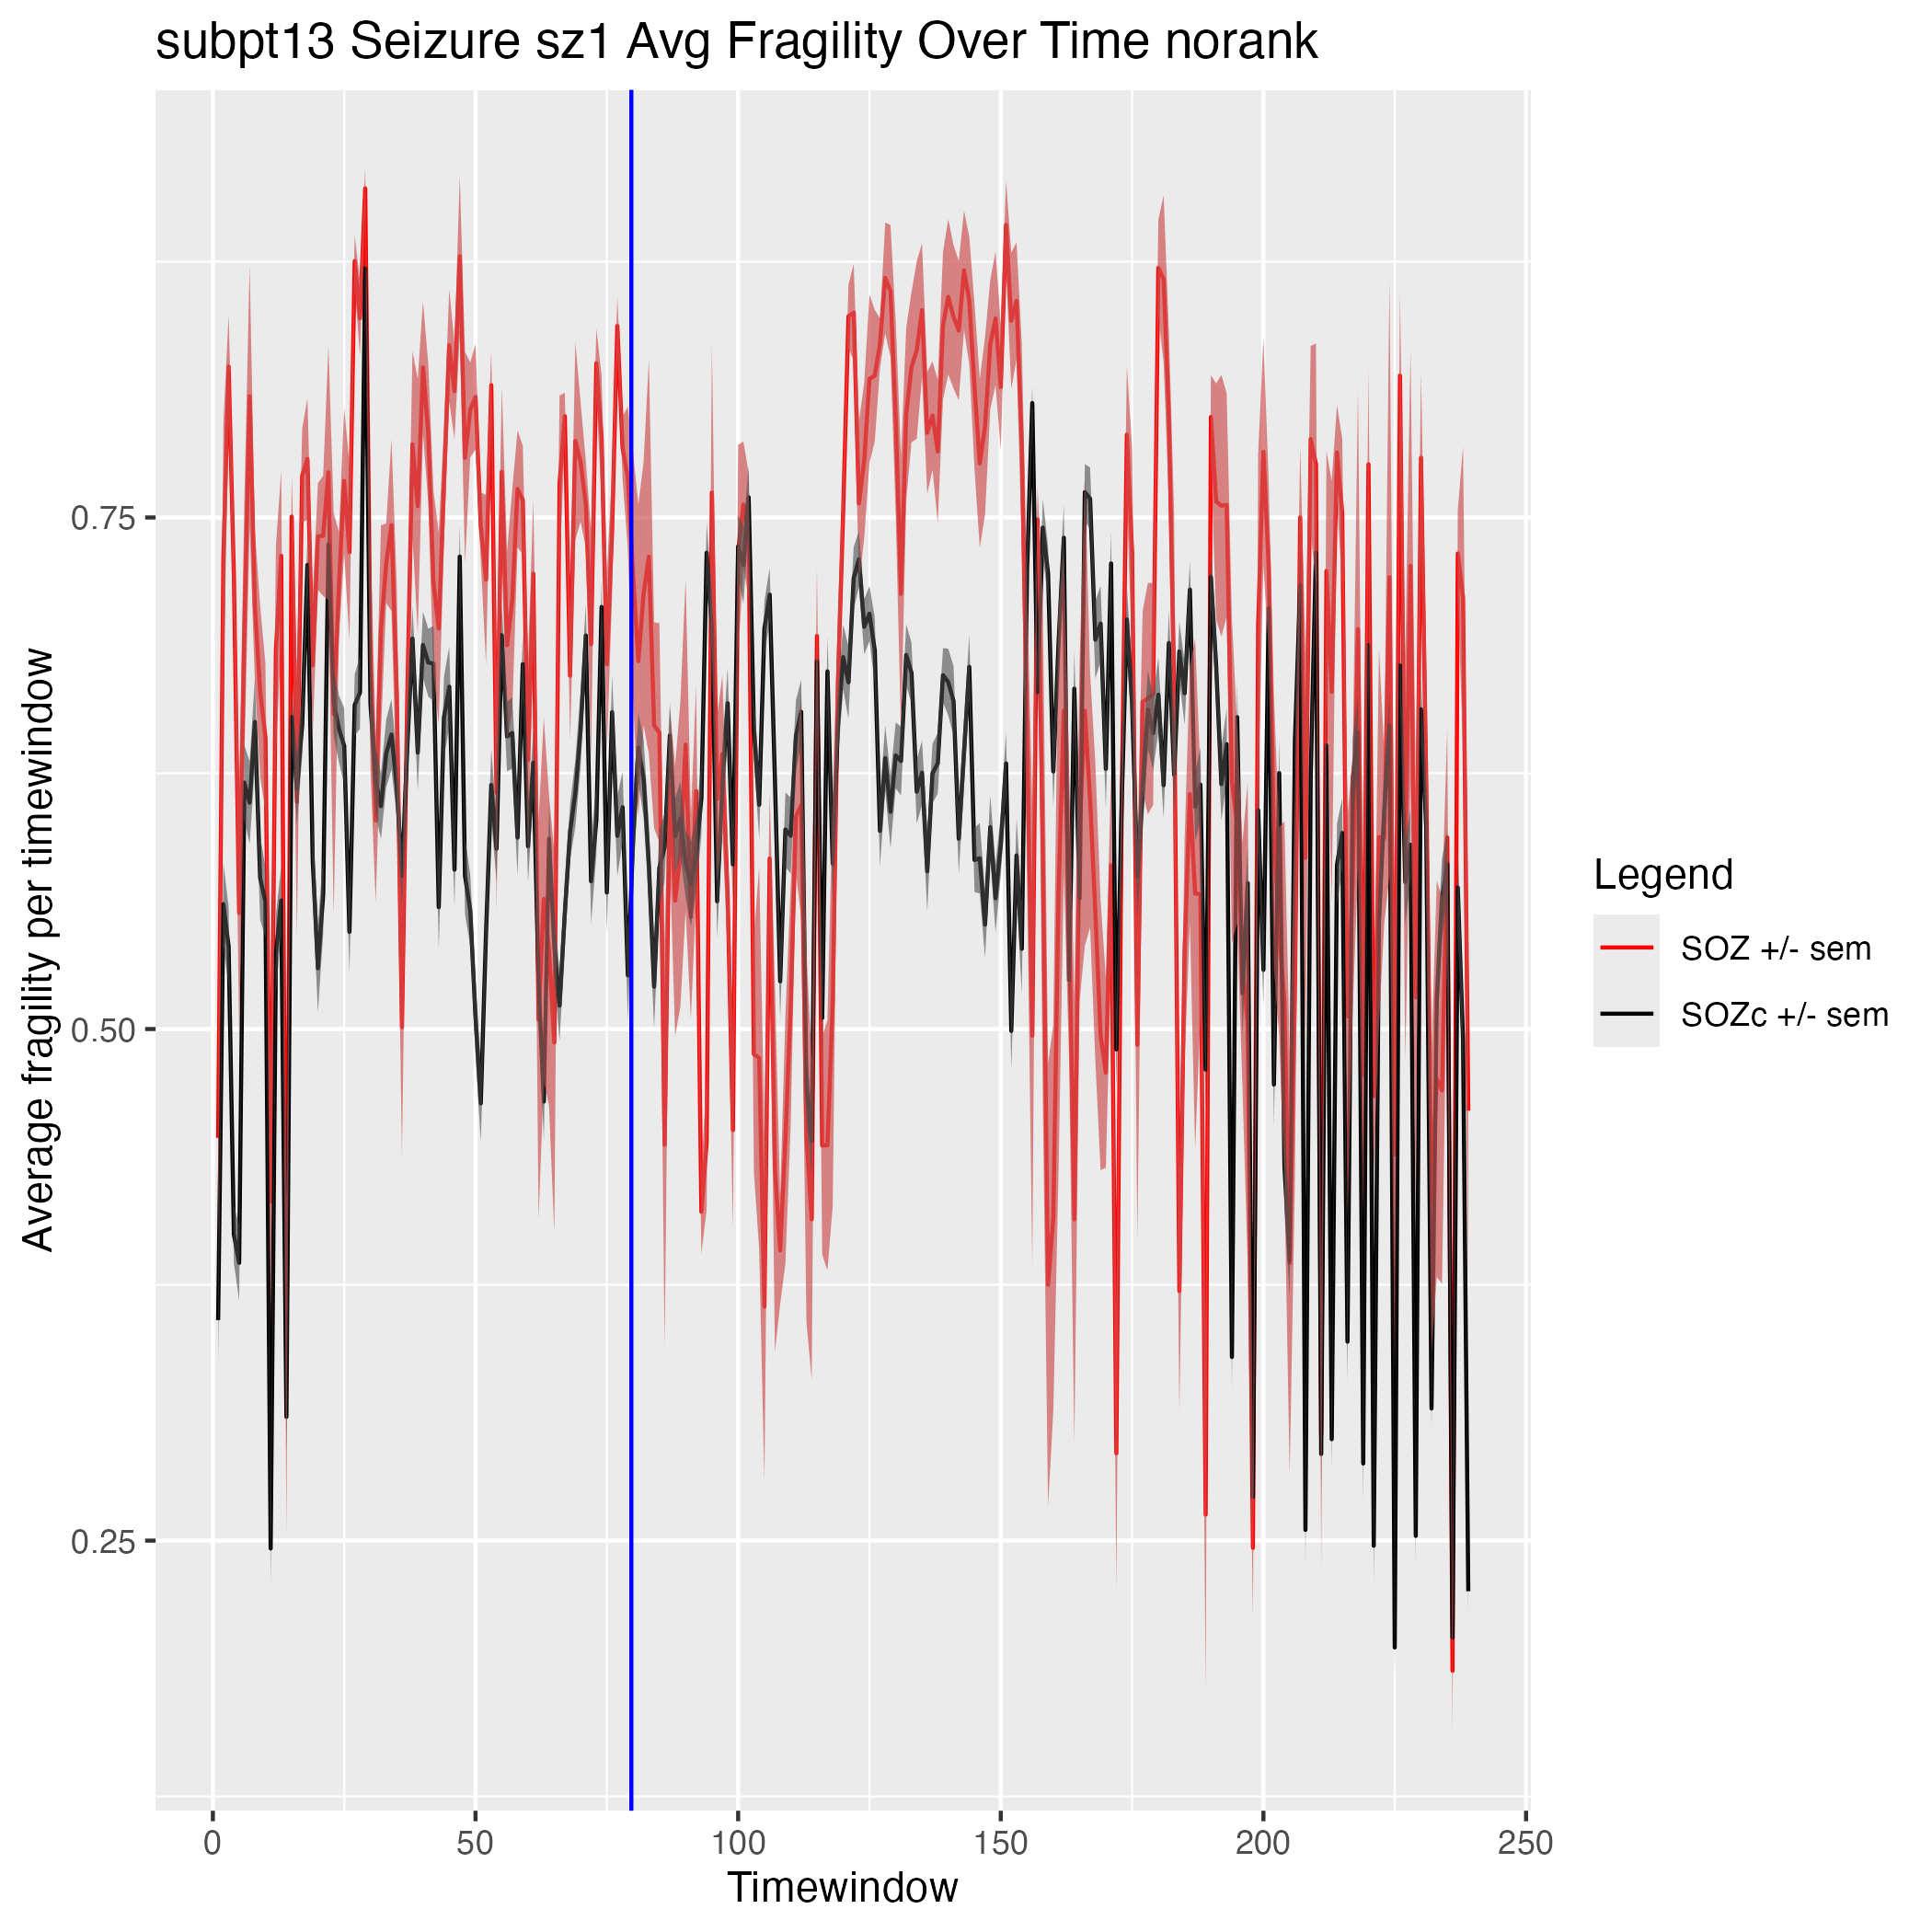 subpt13 Seizure sz1 Avg Fragility Over Time norank
Average fragility per timewindow
0.75
0.50
0.25
0 50 100 150 200 250
Timewindow
Legend
SOZ +/- sem
SOZc +/- sem